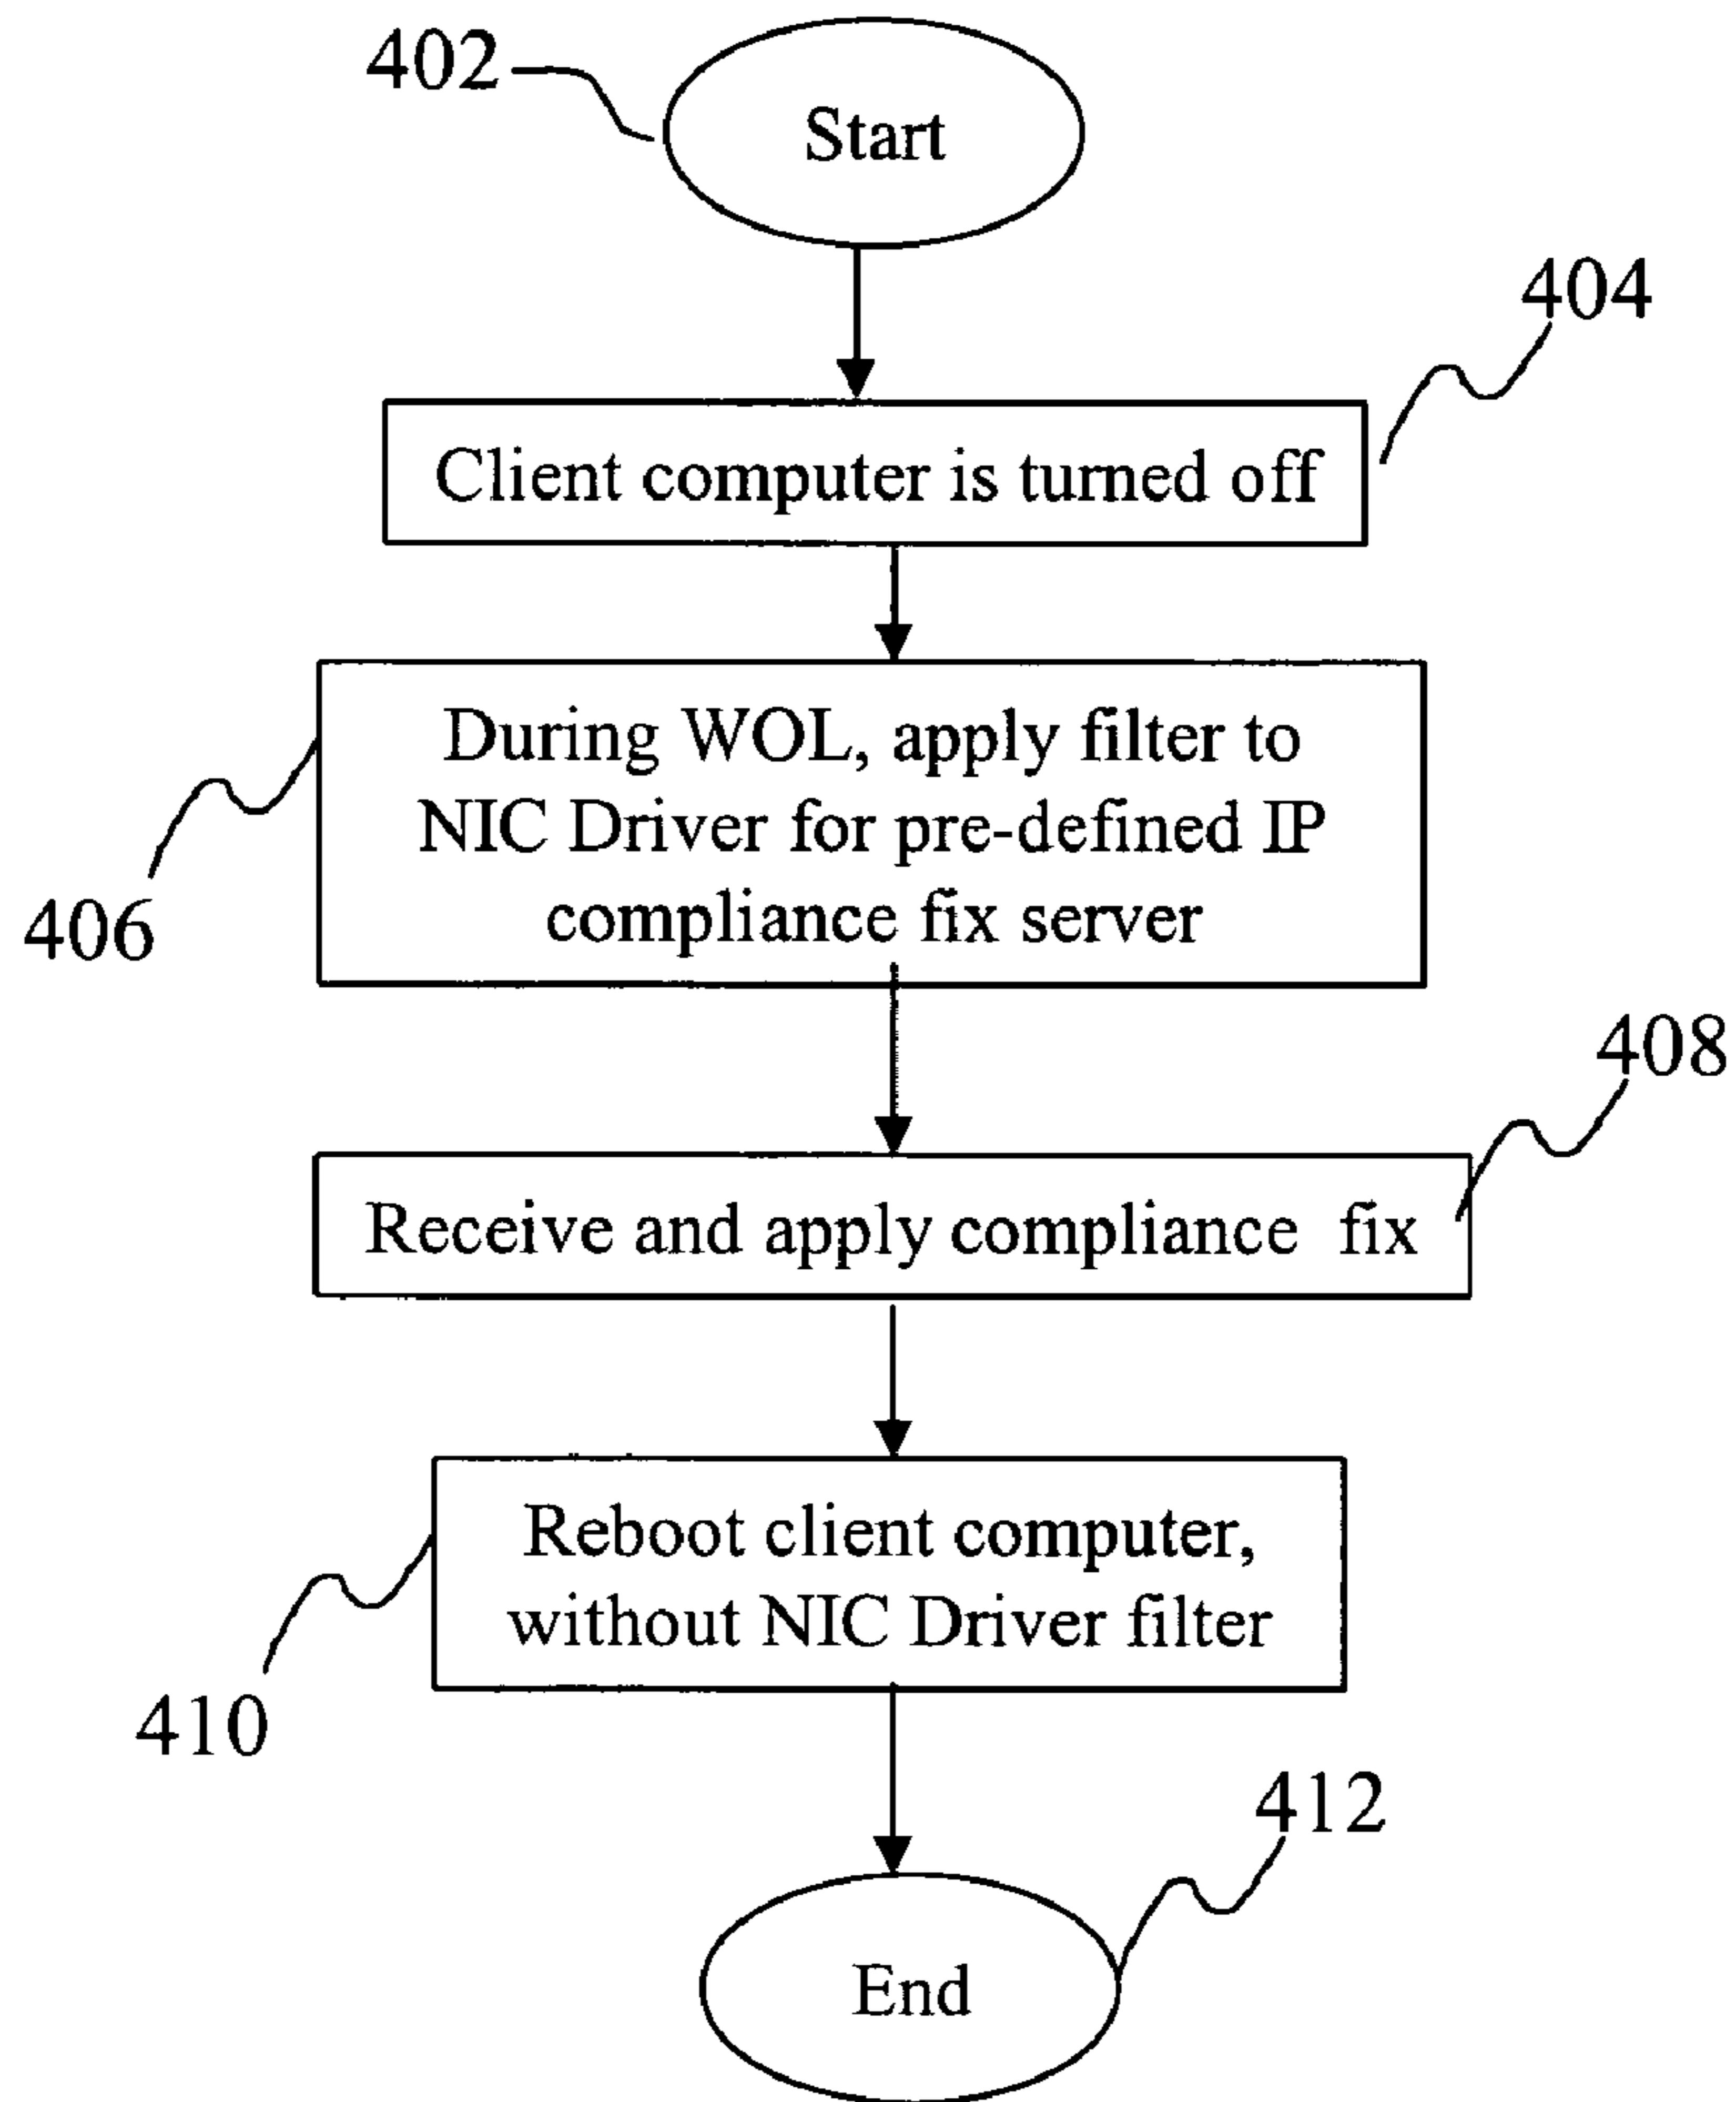 402
Start
404
Client computer is turned off
During WOL, apply filter to
NIC Driver for pre-defined IP
compliance fix server
406
408
Receive and apply compliance fix
Reboot client computer,
without NIC Driver filter
410
412
End